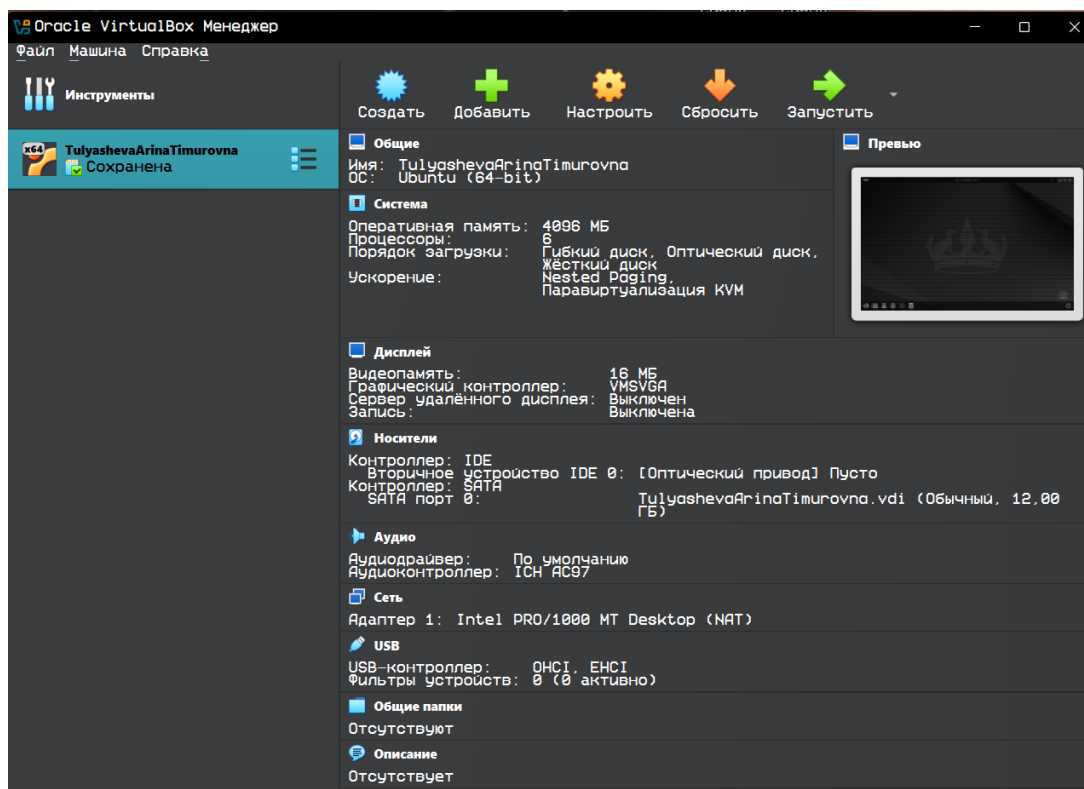 Oracle VirtualBox Менеджер
Файл Машина Справка
Инструменты
Создать Добавить Настроить Сбросить Запустить
x64 TulyashevaArinaTimurovna
Сохранена
Общие
Имя: TulyashevaArinaTimurovna
ОС: Ubuntu (64-bit)
Превью
Система
Оперативная память: 4096 МБ
Процессоры: 6
Порядок загрузки: Гибкий диск, Оптический диск,
Жёсткий диск
Ускорение: Nested Paging,
Паравиртуализация KVM
Дисплей
Видеопамять: 16 МБ
Графический контроллер: VMSVGA
Сервер удалённого дисплея: Выключен
Запись: Выключена
Носители
Контроллер: IDE
Вторичное устройство IDE 0: [Оптический привод] Пусто
Контроллер: SATA
SATA порт 0: TulyashevaArinaTimurovna.vdi (Обычный, 12,00
ГБ)
Аудио
Аудиодрайвер: По умолчанию
Аудиоконтроллер: ICH AC97
Сеть
Адаптер 1: Intel PRO/1000 MT Desktop (NAT)
USB
USB-контроллер: OHCI, EHCI
Фильтры устройств: 0 (0 активно)
Общие папки
Отсутствуют
Описание
Отсутствует